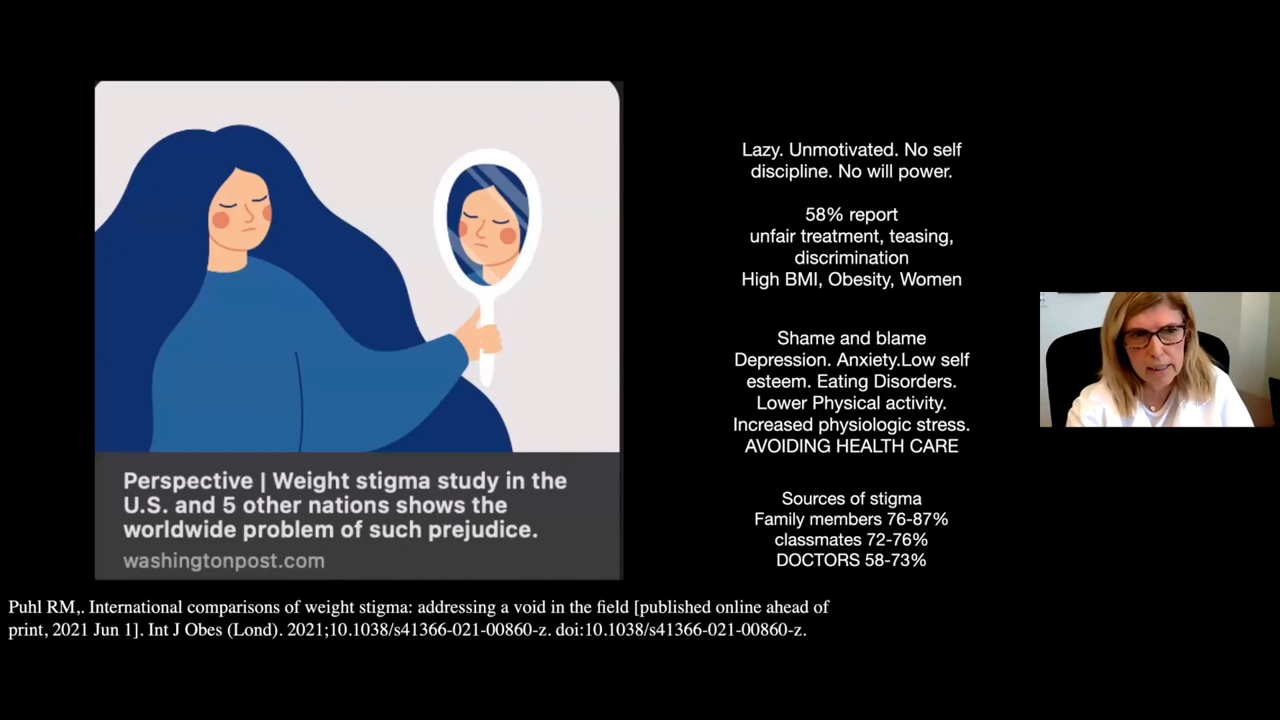 Lazy. Unmotivated. No self
discipline. No will power.
58% report
unfair treatment, teasing,
discrimination
High BMI, Obesity, Women
Shame and blame
Depression. Anxiety.Low self
esteem. Eating Disorders.
Lower Physical activity.
Increased physiologic stress.
AVOIDING HEALTH CARE
Sources of stigma
Family members 76-87%
classmates 72-76%
DOCTORS 58-73%
Perspective | Weight stigma study in the
U.S. and 5 other nations shows the
worldwide problem of such prejudice.
washingtonpost.com
Puhl RM,. International comparisons of weight stigma: addressing a void in the field [published online ahead of
print, 2021 Jun 1]. Int J Obes (Lond). 2021;10.1038/s41366-021-00860-z. doi:10.1038/s41366-021-00860-z.